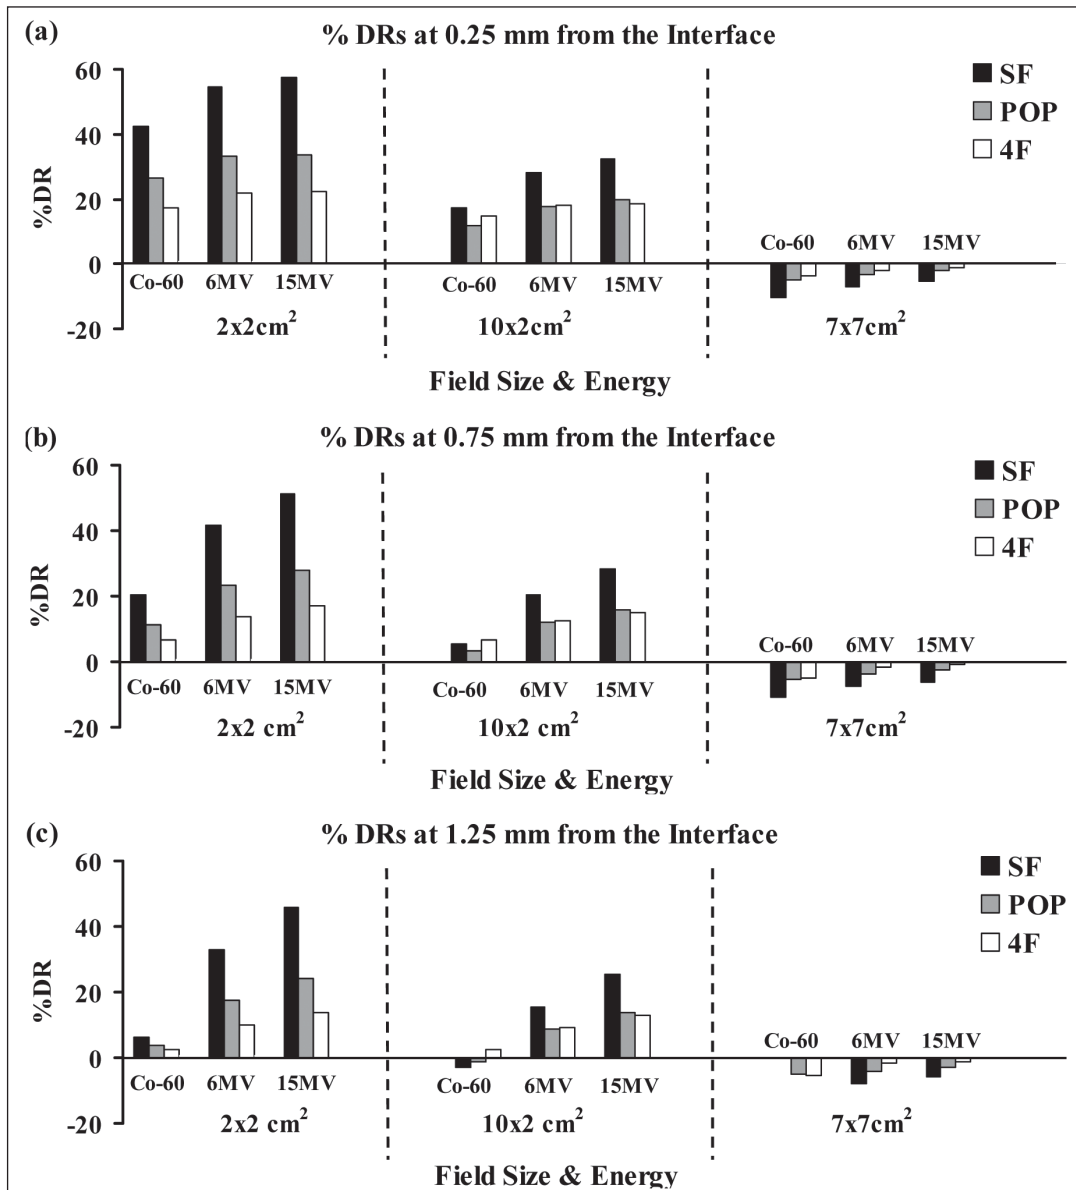 (a)
% DRs at 0.25 mm from the Interface
60
40
20
0
-20
%DR
SF
POP
4F
Co-60 6MV 15MV
Co-60 6MV 15MV
Co-60 6MV 15MV
2x2cm² 10x2cm² 7x7cm²
Field Size & Energy
(b)
% DRs at 0.75 mm from the Interface
60
40
20
0
-20
%DR
SF
POP
4F
Co-60 6MV 15MV
Co-60 6MV 15MV
Co-60 6MV 15MV
2x2 cm² 10x2 cm² 7x7cm²
Field Size & Energy
(c)
% DRs at 1.25 mm from the Interface
60
40
20
0
-20
%DR
SF
POP
4F
Co-60 6MV 15MV
Co-60 6MV 15MV
Co-60 6MV 15MV
2x2 cm² 10x2 cm² 7x7cm²
Field Size & Energy